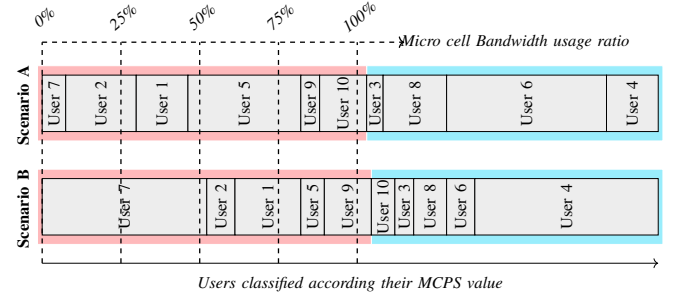 0% 25% 50% 75% 100%
Micro cell Bandwidth usage ratio
Scenario A
User 7 User 2 User 1 User 5 User 9 User 10 User 3 User 8 User 6 User 4
Scenario B
User 7 User 2 User 1 User 5 User 9 User 10 User 3 User 8 User 6 User 4
Users classified according their MCPS value